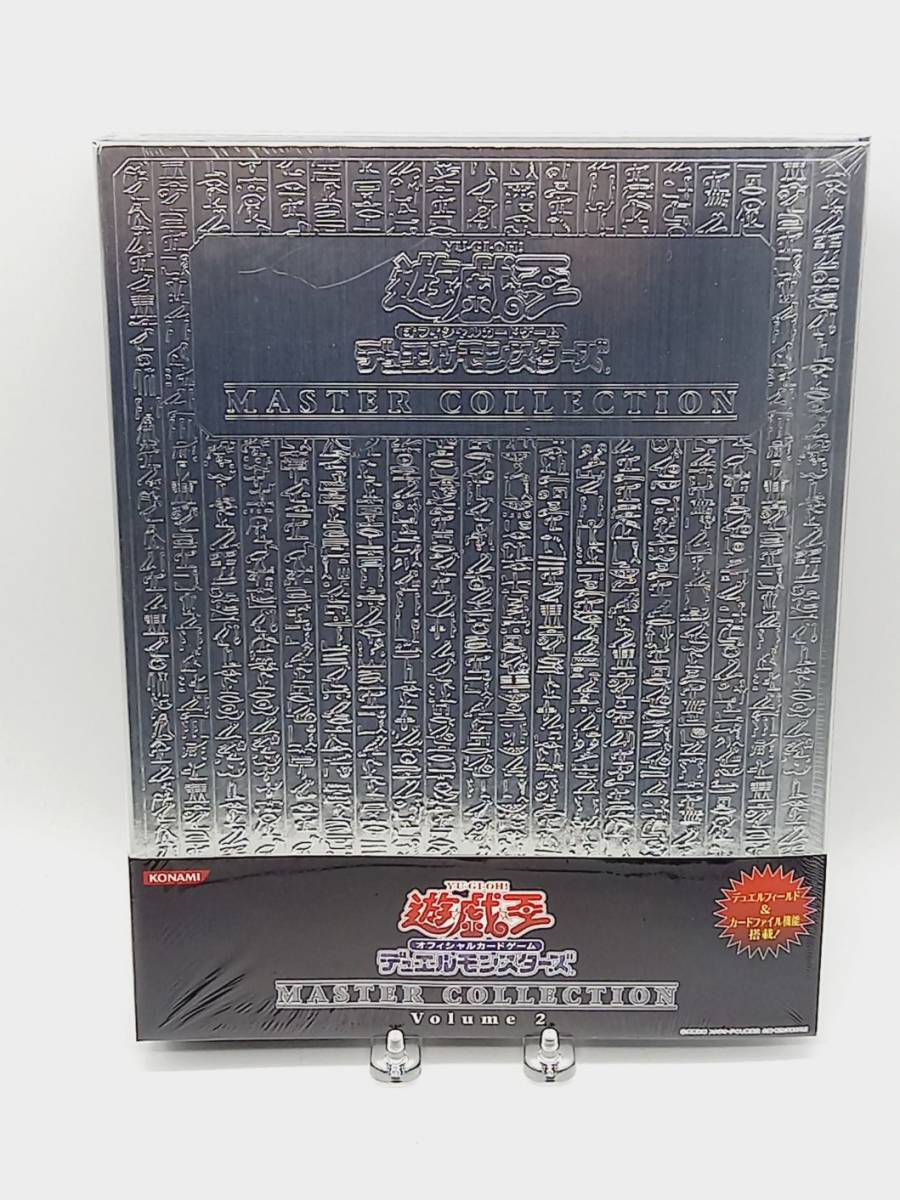 YU-GI-OH!
遊戯王
オフィシャルカードゲーム
デュエルモンスターズ
MASTER COLLECTION
KONAMI
YU-GI-OH!
遊戯王
オフィシャルカードゲーム
デュエルモンスターズ
MASTER COLLECTION
Volume 2
デュエルフィールド
&
カードファイル機能
搭載!